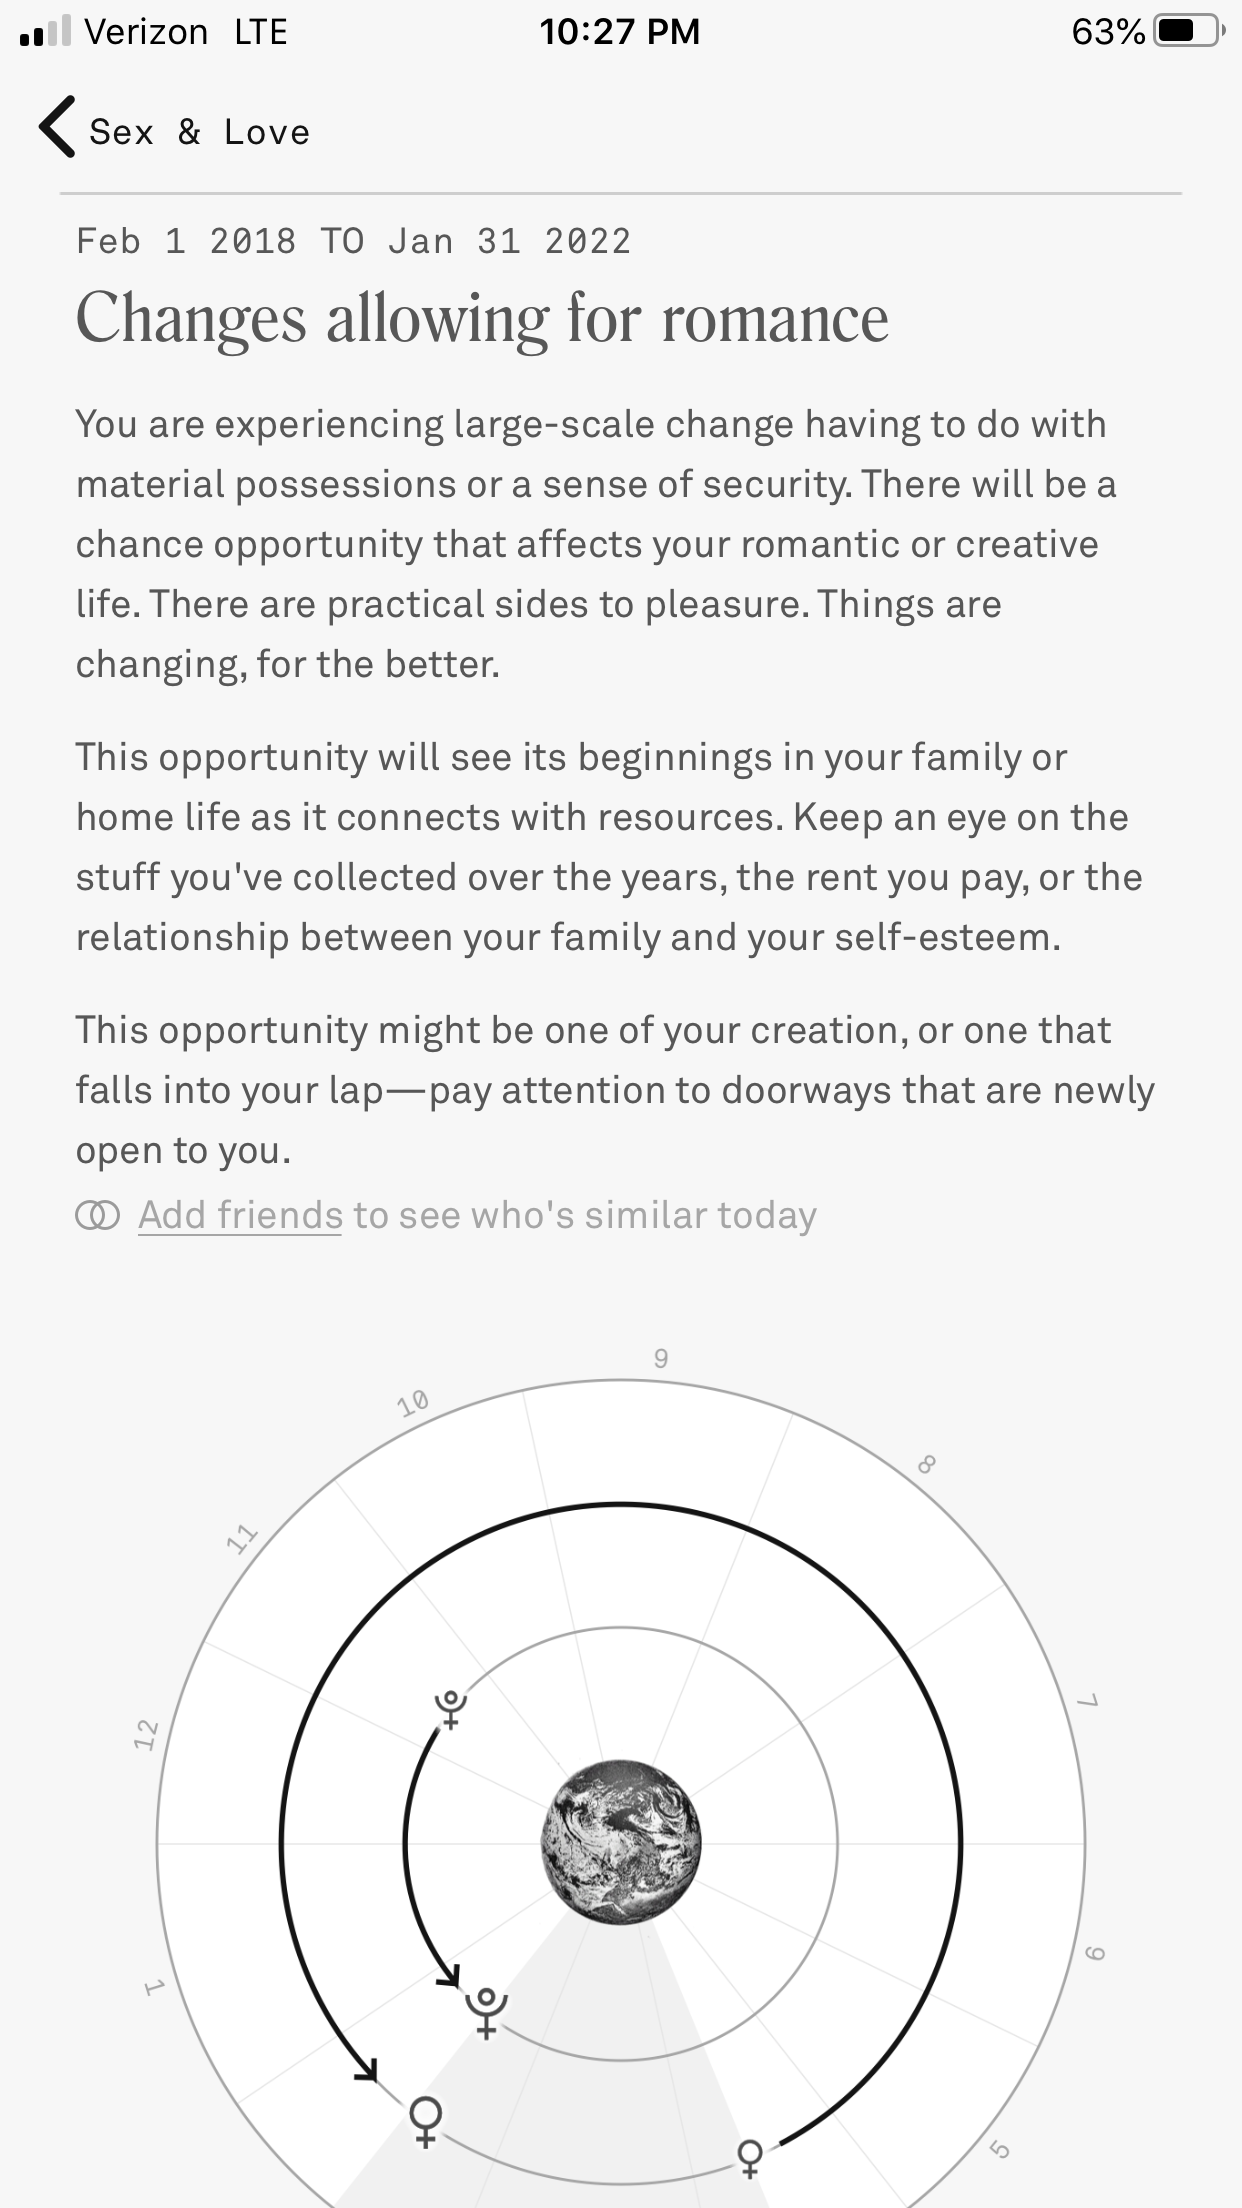 Verizon LTE 10:27 PM 63%
Sex & Love
Feb 1 2018 TO Jan 31 2022
Changes allowing for romance
You are experiencing large-scale change having to do with
material possessions or a sense of security. There will be a
chance opportunity that affects your romantic or creative
life. There are practical sides to pleasure. Things are
changing, for the better.
This opportunity will see its beginnings in your family or
home life as it connects with resources. Keep an eye on the
stuff you've collected over the years, the rent you pay, or the
relationship between your family and your self-esteem.
This opportunity might be one of your creation, or one that
falls into your lap—pay attention to doorways that are newly
open to you.
Add friends to see who's similar today
9
10
8
11
7
12
6
1
5